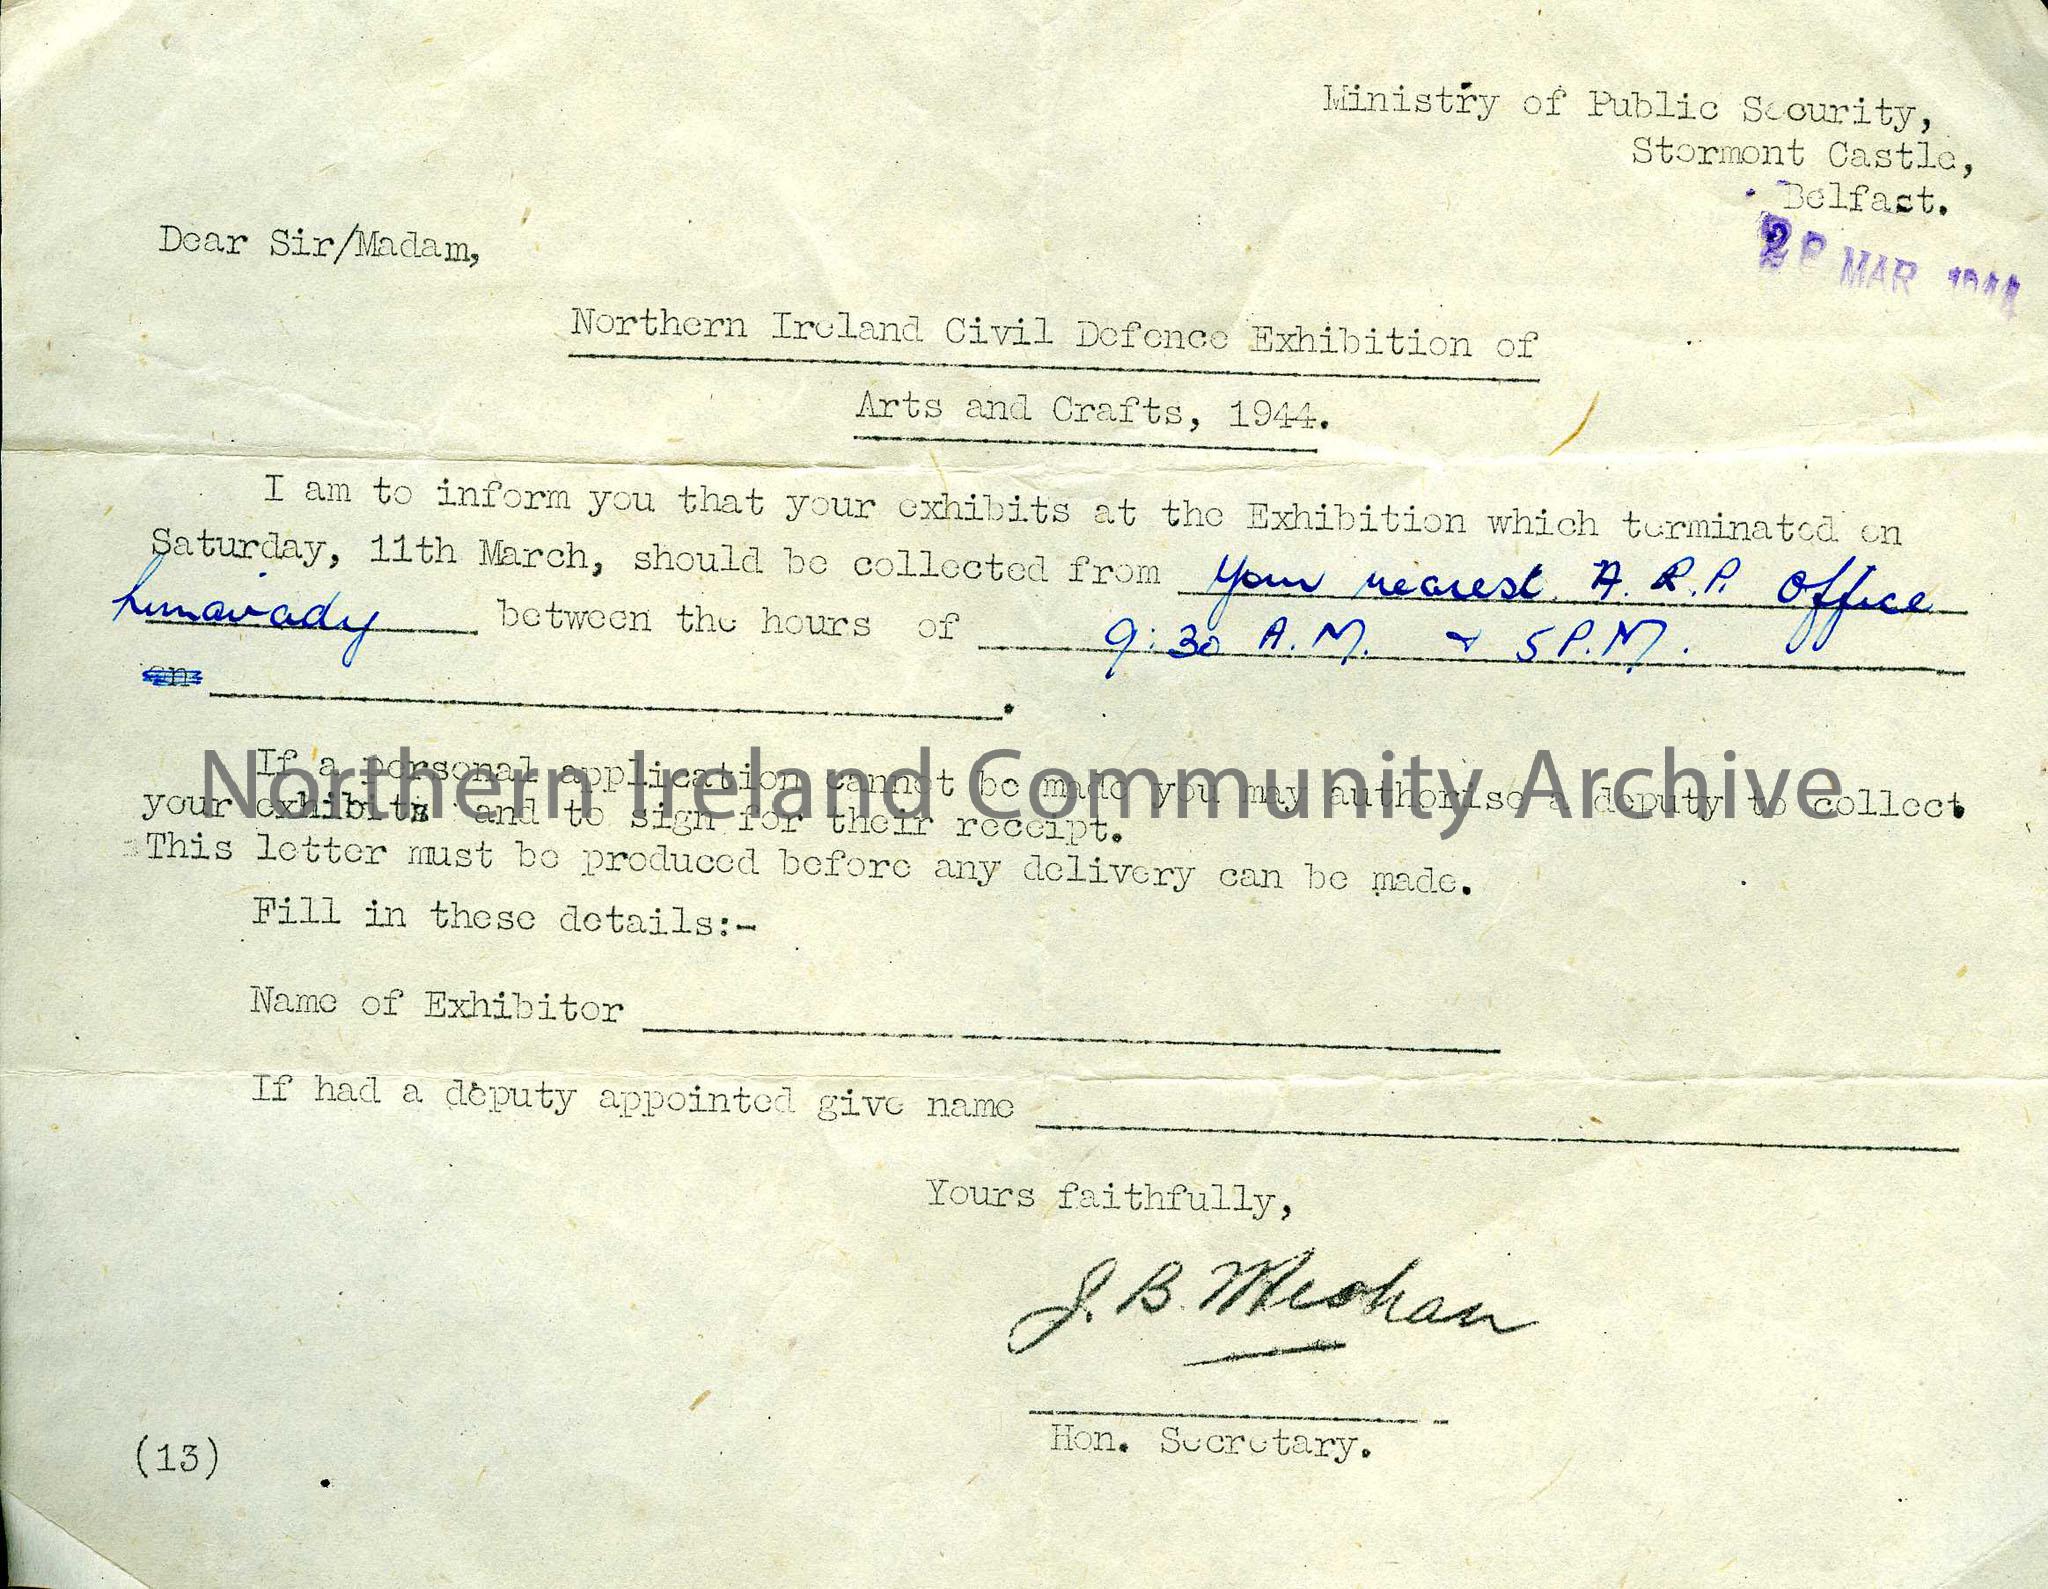 Ministry of Public Security,
Stormont Castle,
Belfast.
28 MAR 1944
Dear Sir/Madam,
Northern Ireland Civil Defence Exhibition of
Arts and Crafts, 1944.
I am to inform you that your exhibits at the Exhibition which terminated on
Saturday, 11th March, should be collected from Your nearest A.R.P. Office
Limavady between the hours of 9:30 A.M. & 5 P.M.
on .
Northern Ireland Community Archive
If a personal application cannot be made you may authorise a deputy to collect
your exhibits and to sign for their receipt.
This letter must be produced before any delivery can be made.
Fill in these details:-
Name of Exhibitor
If had a deputy appointed give name
Yours faithfully,
J. B. Meehan
Hon. Secretary.
(13)